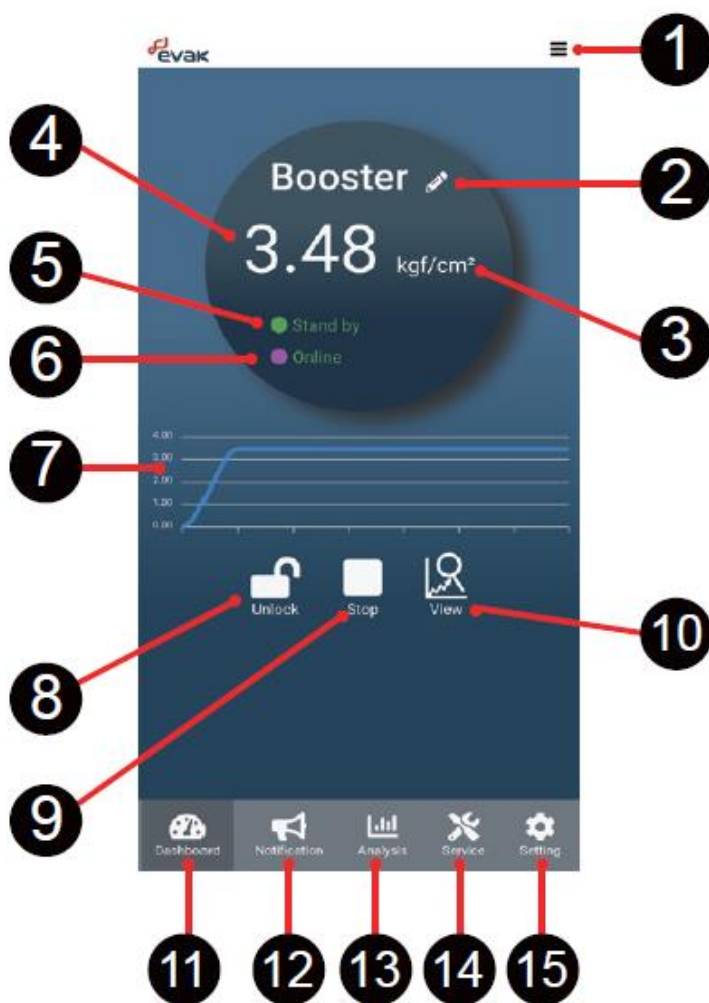 evak
1
4
Booster
2
3.48 kgf/cm²
5
Stand by
3
6
Online
4.00
7
3.00
2.00
1.00
0.00
Unlock
Stop
View
10
8
9
Dashboard
Notification
Analysis
Service
Setting
11
12
13
14
15